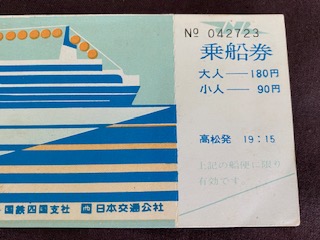 № 042723
乗船券
大人 — 180円
小人 — 90円
高松発 19:15
上記の船便に限り
有効です。
国鉄四国支社 日本交通公社